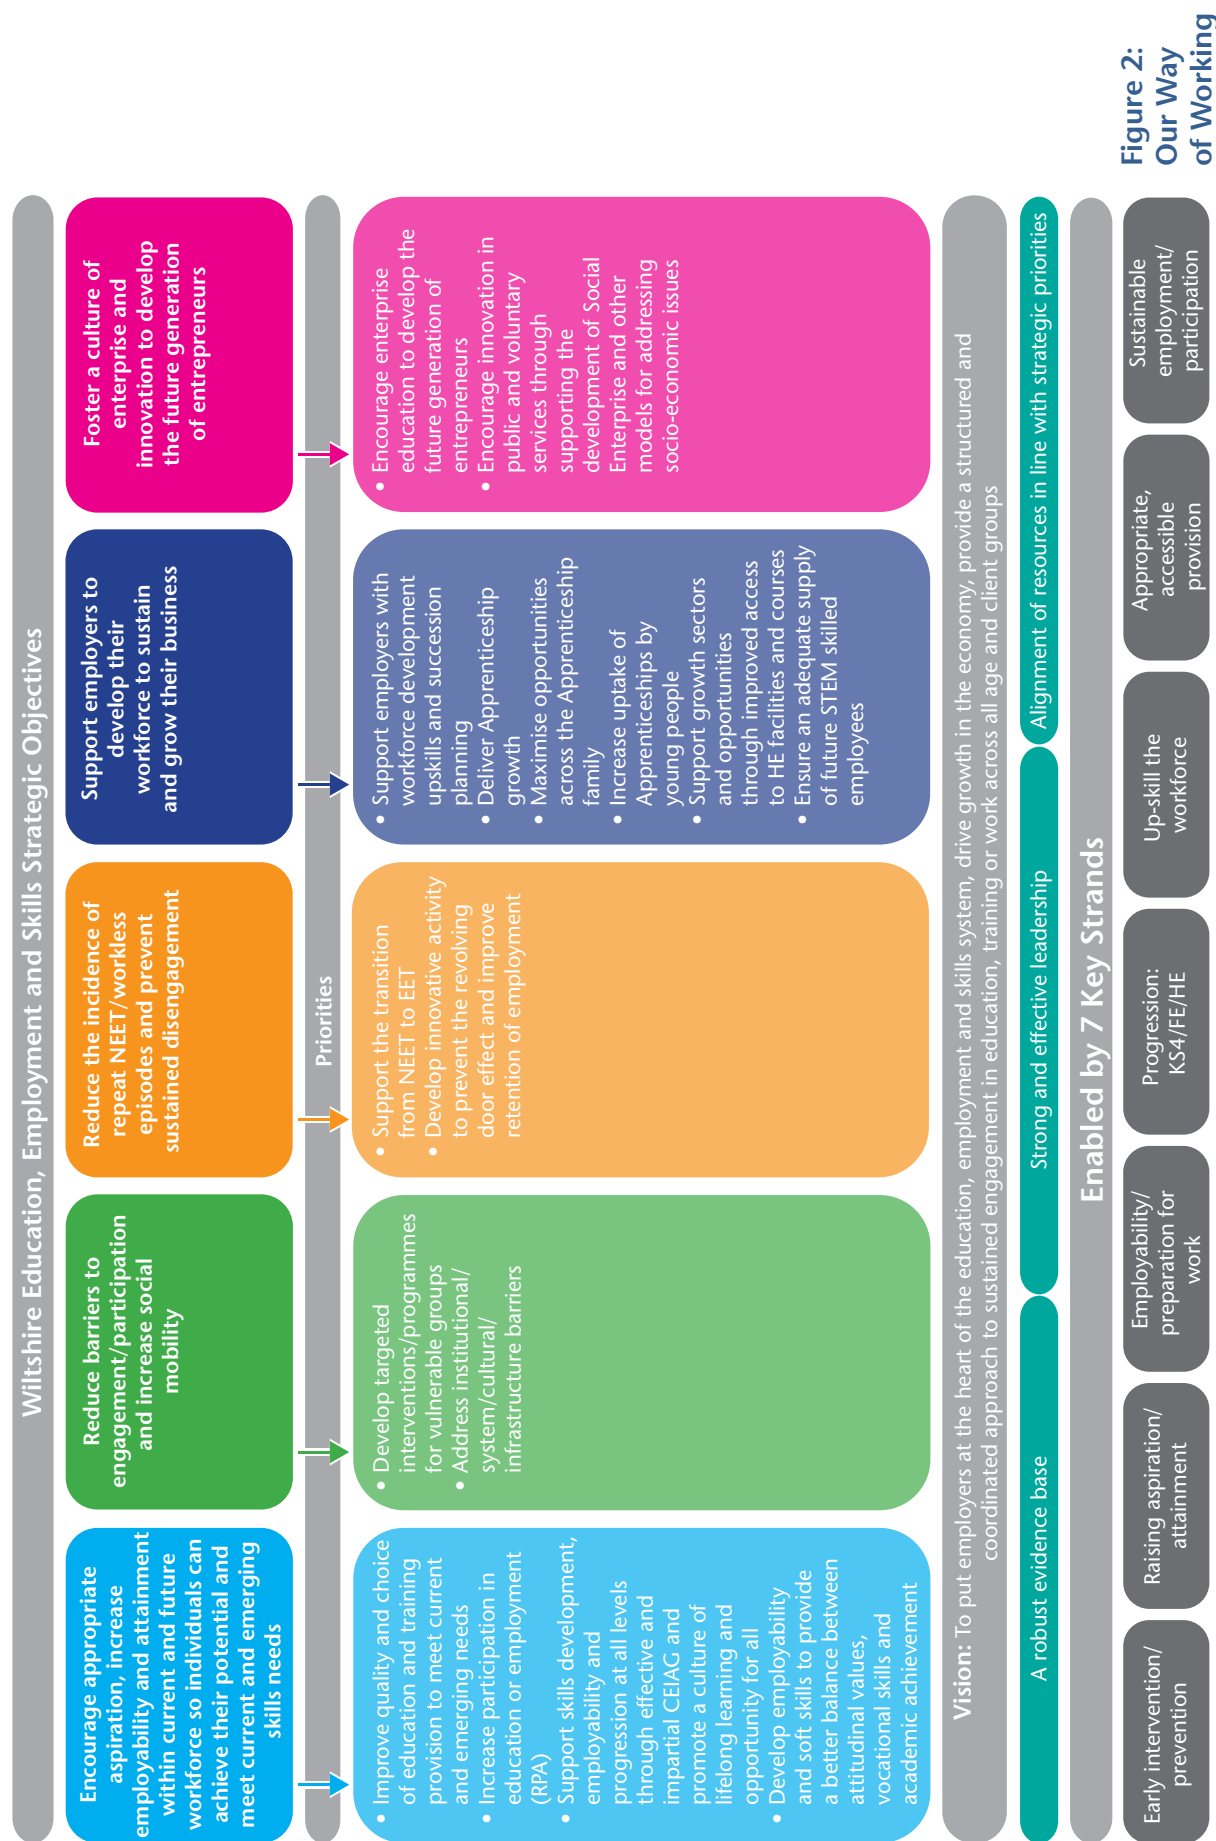 Wiltshire Education, Employment and Skills Strategic Objectives
Encourage appropriate
aspiration, increase
employability and attainment
within current and future
workforce so individuals can
achieve their potential and
meet current and emerging
skills needs
Reduce barriers to
engagement/participation
and increase social
mobility
Reduce the incidence of
repeat NEET/workless
episodes and prevent
sustained disengagement
Support employers to
develop their
workforce to sustain
and grow their business
Foster a culture of
enterprise and
innovation to develop
the future generation
of entrepreneurs
Priorities
• Improve quality and choice
of education and training
provision to meet current
and emerging needs
• Increase participation in
education or employment
(RPA)
• Support skills development,
employability and
progression at all levels
through effective and
impartial CEIAG and
promote a culture of
lifelong learning and
opportunity for all
• Develop employability
and soft skills to provide
a better balance between
attitudinal values,
vocational skills and
academic achievement
• Develop targeted
interventions/programmes
for vulnerable groups
• Address institutional/
system/cultural/
infrastructure barriers
• Support the transition
from NEET to EET
• Develop innovative activity
to prevent the revolving
door effect and improve
retention of employment
• Support employers with
workforce development
upskills and succession
planning
• Deliver Apprenticeship
growth
• Maximise opportunities
across the Apprenticeship
family
• Increase uptake of
Apprenticeships by
young people
• Support growth sectors
and opportunities
through improved access
to HE facilities and courses
• Ensure an adequate supply
of future STEM skilled
employees
• Encourage enterprise
education to develop the
future generation of
entrepreneurs
• Encourage innovation in
public and voluntary
services through
supporting the
development of Social
Enterprise and other
models for addressing
socio-economic issues
Vision: To put employers at the heart of the education, employment and skills system, drive growth in the economy, provide a structured and
coordinated approach to sustained engagement in education, training or work across all age and client groups
A robust evidence base
Strong and effective leadership
Alignment of resources in line with strategic priorities
Enabled by 7 Key Strands
Early intervention/
prevention
Raising aspiration/
attainment
Employability/
preparation for
work
Progression:
KS4/FE/HE
Up-skill the
workforce
Appropriate,
accessible
provision
Sustainable
employment/
participation
Figure 2:
Our Way
of Working